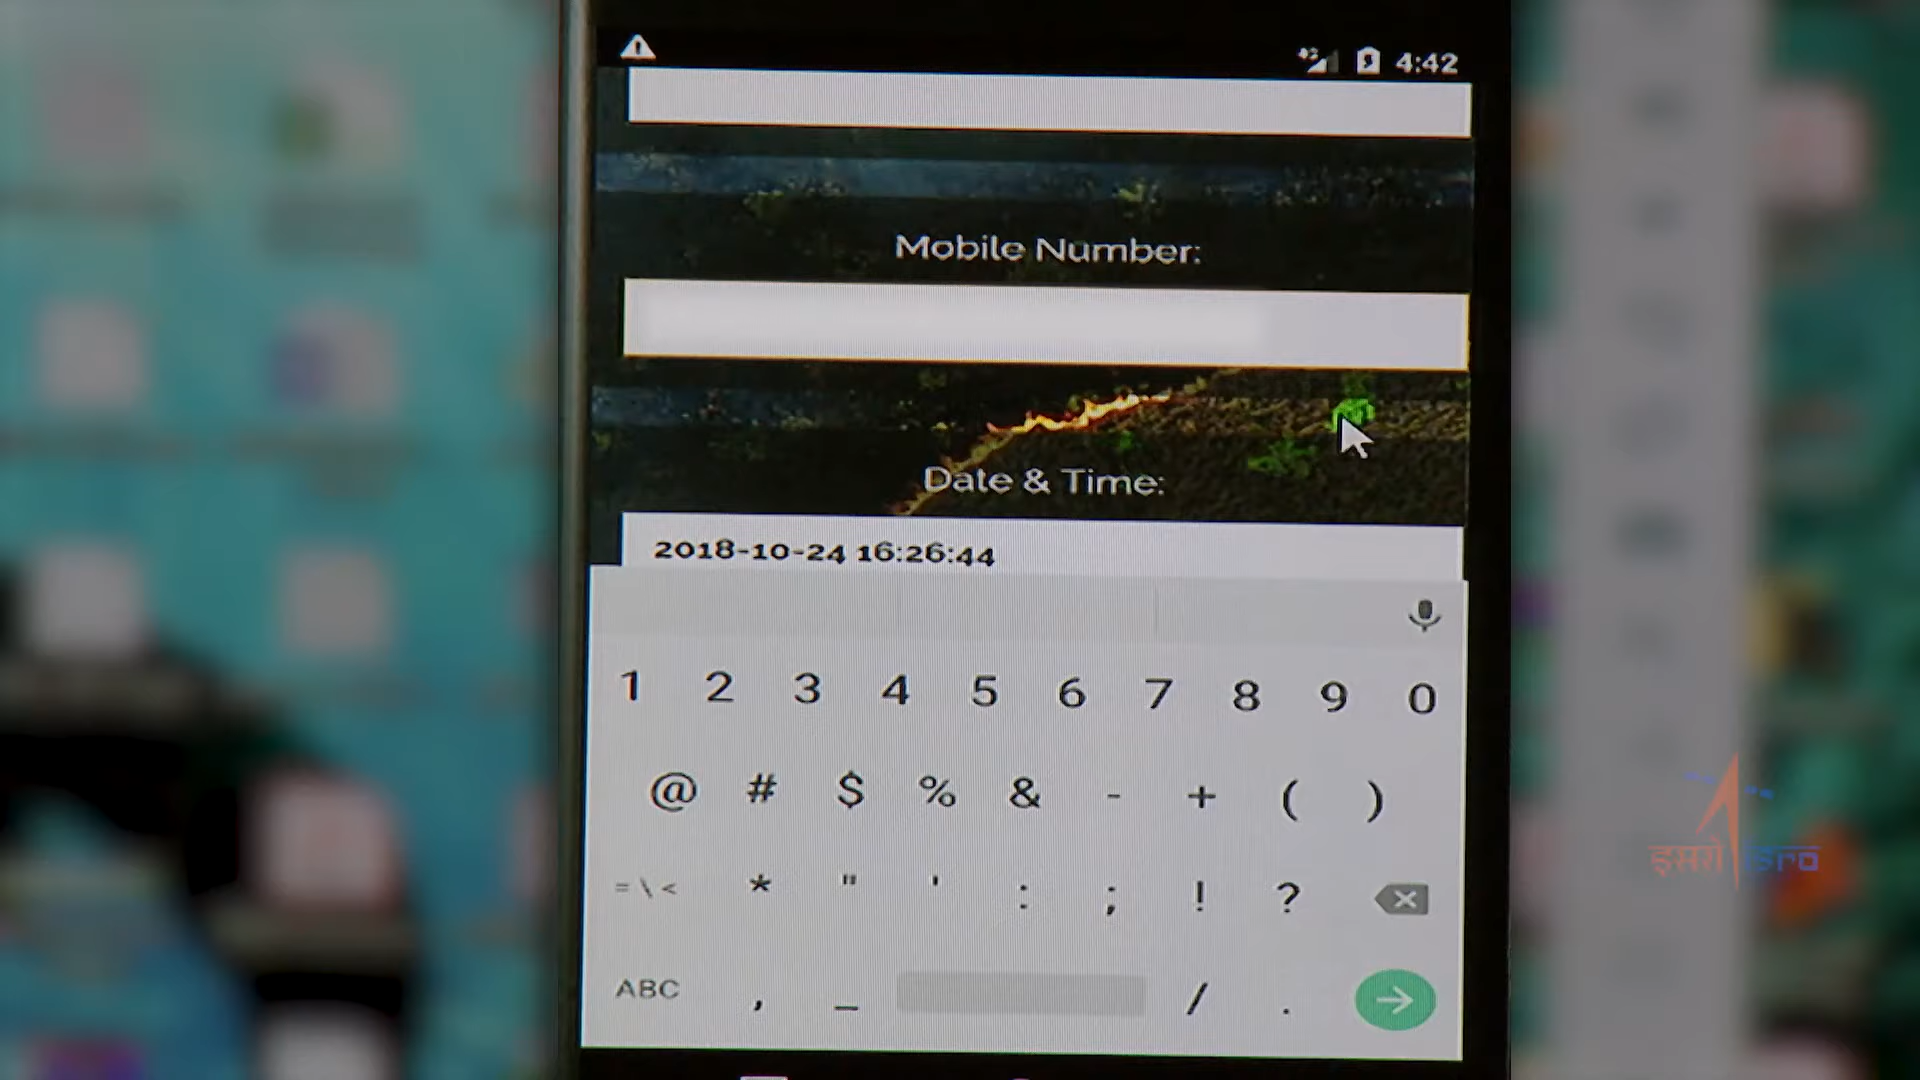 4G 4:42
Mobile Number:
Date & Time:
2018-10-24 16:26:44
1 2 3 4 5 6 7 8 9 0
@ # $ % & - + ( )
= \ < * " ' : ; ! ?
ABC , _ / .
इसरो isro